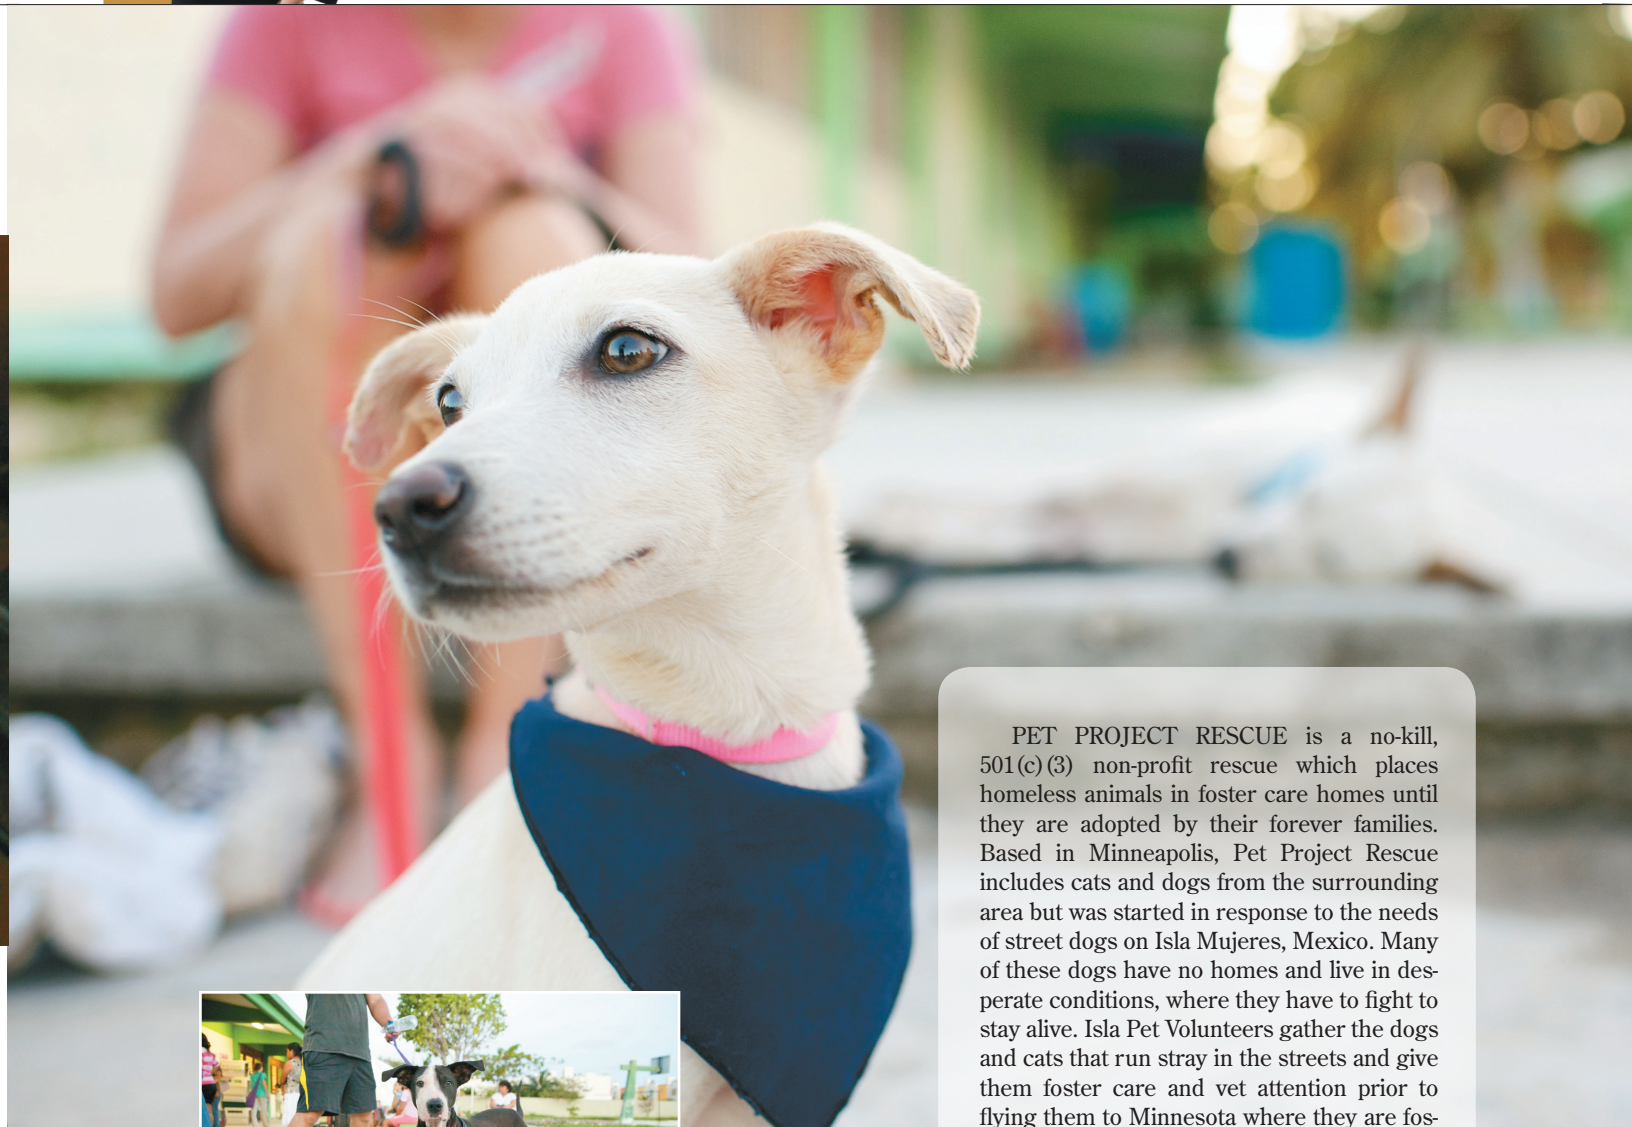 PET PROJECT RESCUE is a no-kill,
501(c)(3) non-profit rescue which places
homeless animals in foster care homes until
they are adopted by their forever families.
Based in Minneapolis, Pet Project Rescue
includes cats and dogs from the surrounding
area but was started in response to the needs
of street dogs on Isla Mujeres, Mexico. Many
of these dogs have no homes and live in des-
perate conditions, where they have to fight to
stay alive. Isla Pet Volunteers gather the dogs
and cats that run stray in the streets and give
them foster care and vet attention prior to
flying them to Minnesota where they are fos-